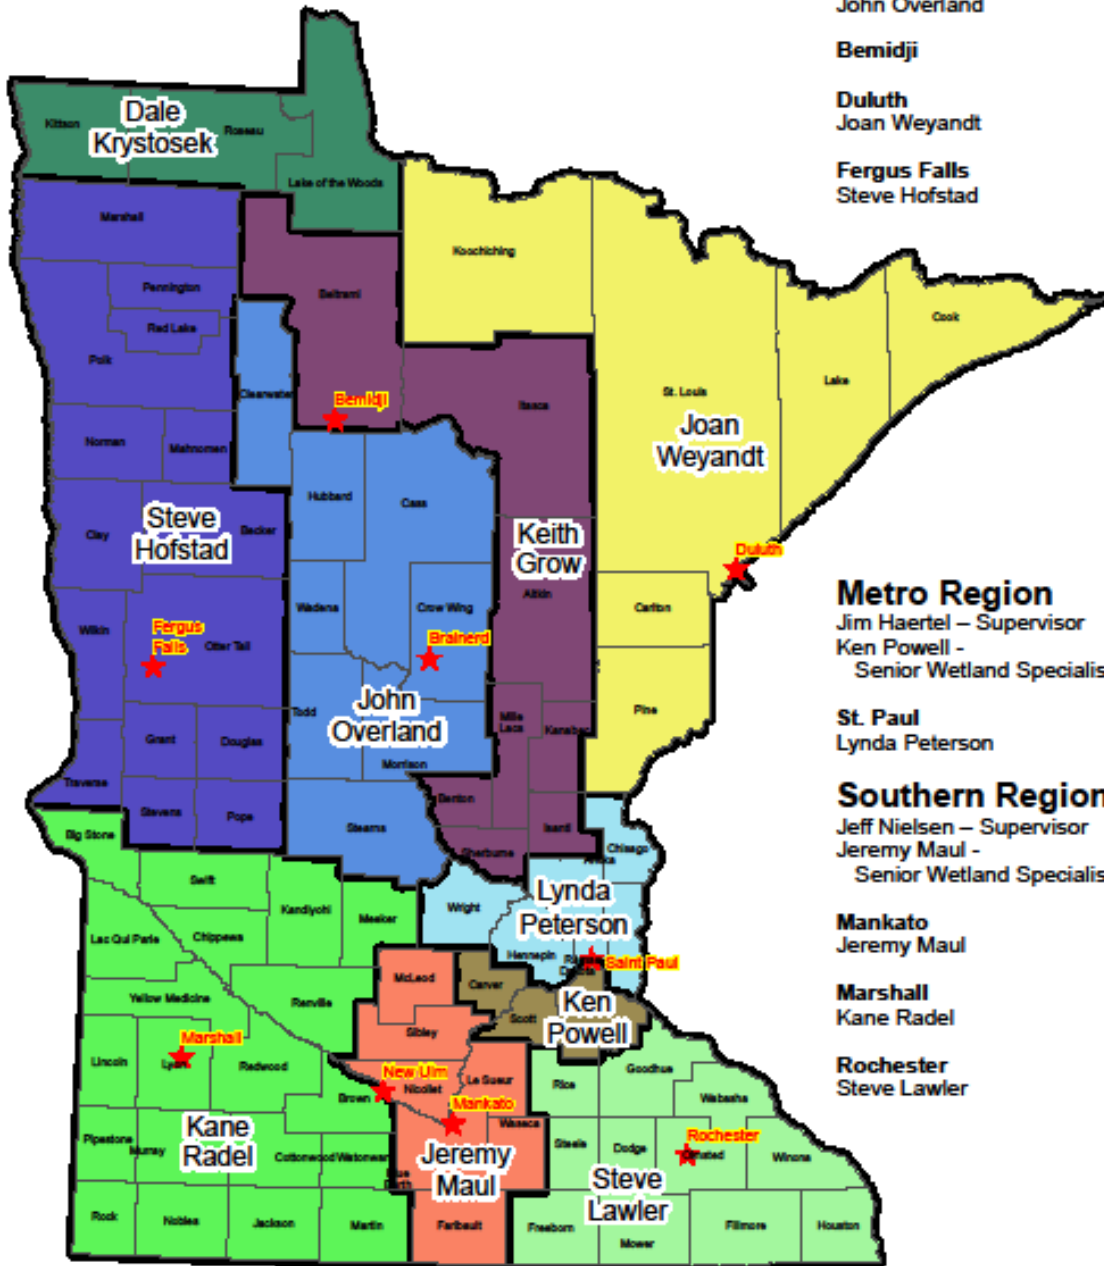 John Overland
Bemidji
Duluth
Joan Weyandt
Fergus Falls
Steve Hofstad
Metro Region
Jim Haertel – Supervisor
Ken Powell -
Senior Wetland Specialis
St. Paul
Lynda Peterson
Southern Region
Jeff Nielsen – Supervisor
Jeremy Maul -
Senior Wetland Specialis
Mankato
Jeremy Maul
Marshall
Kane Radel
Rochester
Steve Lawler
Dale
Krystosek
Kittson
Roseau
Lake of the Woods
Marshall
Pennington
Red Lake
Polk
Norman
Mahnomen
Clay
Becker
Steve
Hofstad
Wilkin
Fergus
Falls
Otter Tail
Grant
Douglas
Traverse
Stevens
Pope
Beltrami
Clearwater
Bemidji
Itasca
Keith
Grow
Aitkin
Mille
Lacs
Kanabec
Benton
Isanti
Sherburne
Koochiching
St. Louis
Lake
Cook
Joan
Weyandt
Duluth
Carlton
Pine
Hubbard
Cass
Wadena
Crow Wing
Brainerd
John
Overland
Todd
Morrison
Stearns
Big Stone
Swift
Kandiyohi
Meeker
Lac Qui Parle
Chippewa
Yellow Medicine
Renville
Lincoln
Marshall
Lyon
Redwood
Brown
Kane
Radel
Pipestone
Murray
Cottonwood
Watonwan
Rock
Nobles
Jackson
Martin
Wright
Chisago
Lynda
Peterson
Hennepin
Saint Paul
McLeod
Carver
Scott
Ken
Powell
Sibley
New Ulm
Nicollet
Le Sueur
Mankato
Waseca
Jeremy
Maul
Faribault
Rice
Goodhue
Wabasha
Steele
Dodge
Rochester
Olmsted
Winona
Steve
Lawler
Freeborn
Mower
Fillmore
Houston